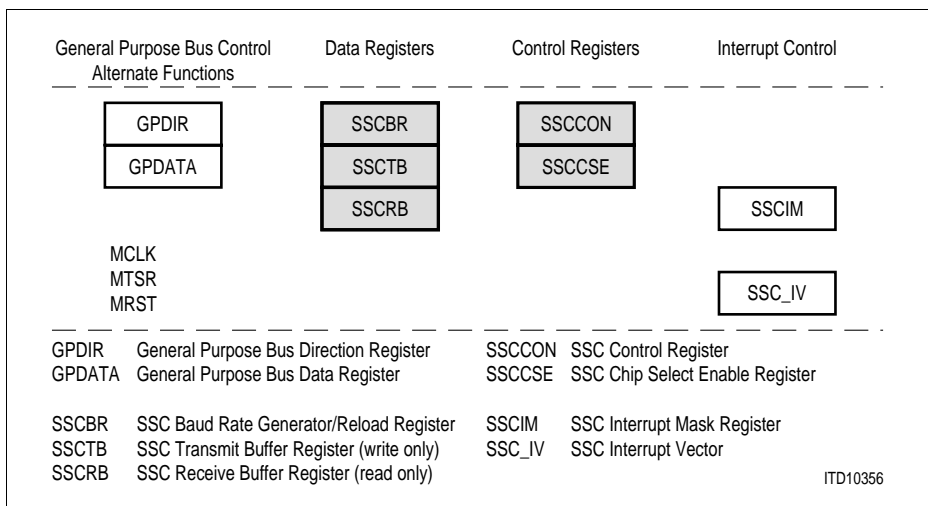 General Purpose Bus Control Data Registers Control Registers Interrupt Control
Alternate Functions
GPDIR SSCBR SSCCON
GPDATA SSCTB SSCCSE
SSCRB SSCIM
MCLK
MTSR
MRST SSC_IV
GPDIR General Purpose Bus Direction Register SSCCON SSC Control Register
GPDATA General Purpose Bus Data Register SSCCSE SSC Chip Select Enable Register
SSCBR SSC Baud Rate Generator/Reload Register SSCIM SSC Interrupt Mask Register
SSCTB SSC Transmit Buffer Register (write only) SSC_IV SSC Interrupt Vector
SSCRB SSC Receive Buffer Register (read only) ITD10356